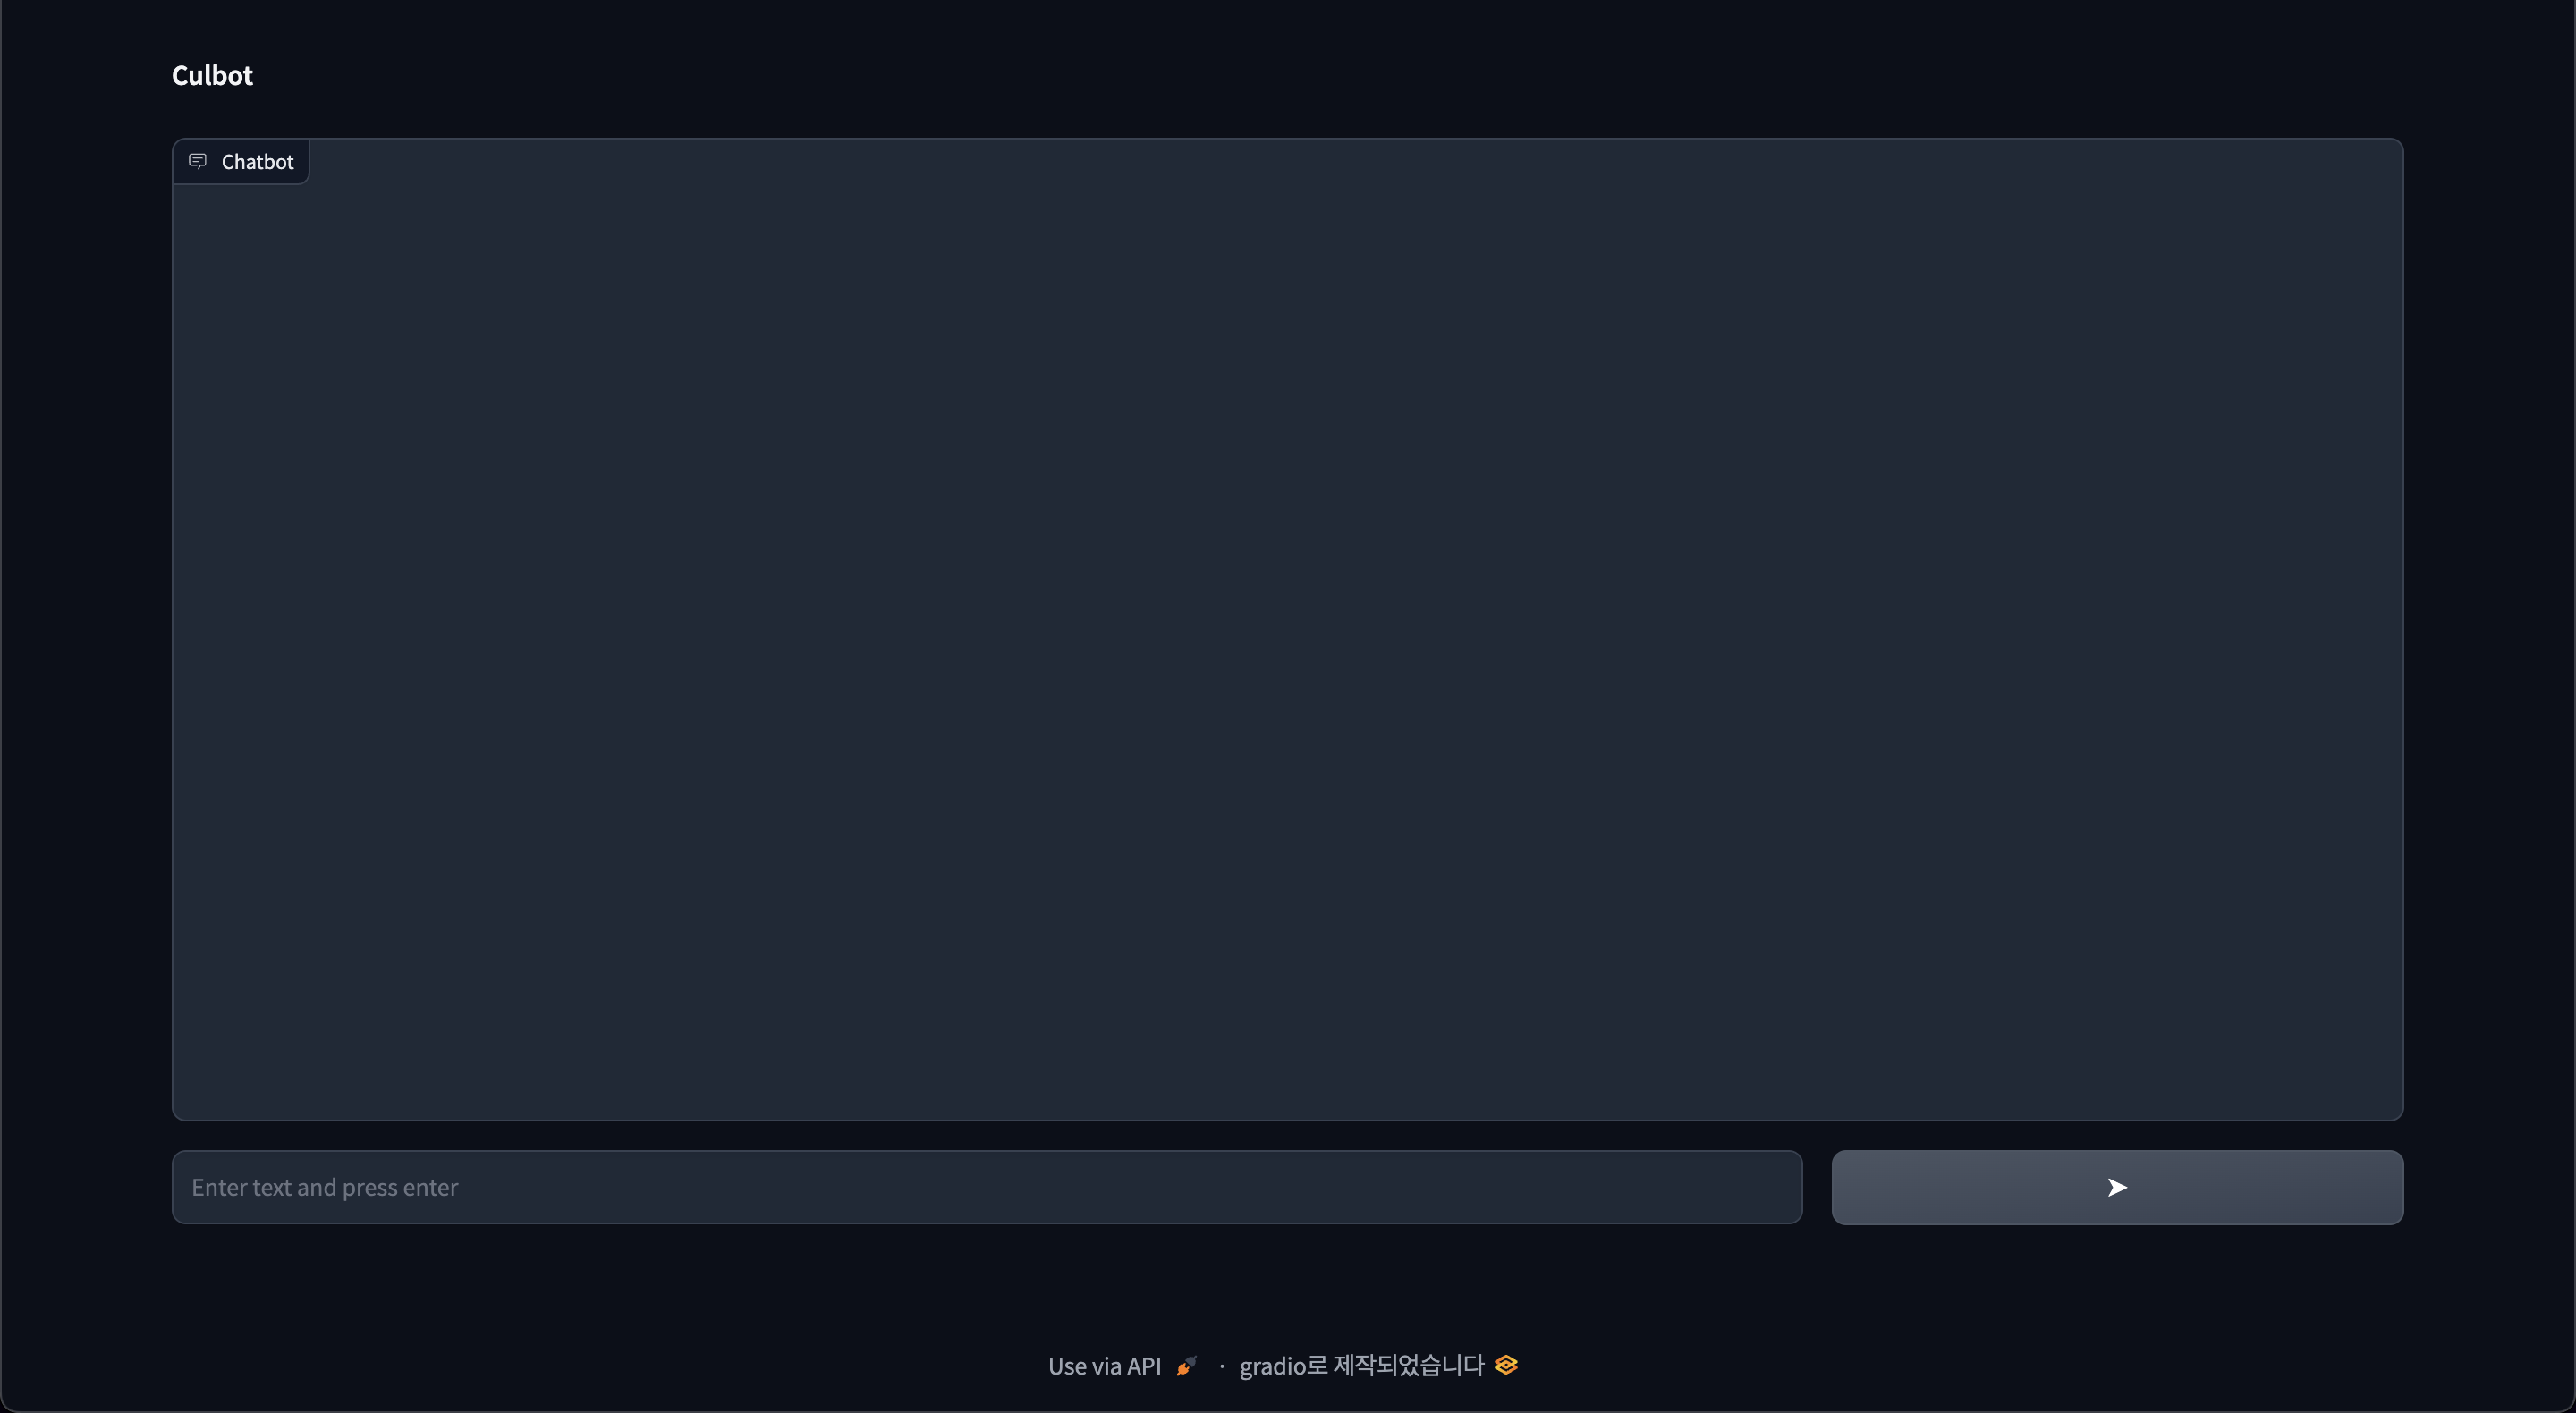 Culbot
Chatbot
Enter text and press enter
Use via API · gradio로 제작되었습니다